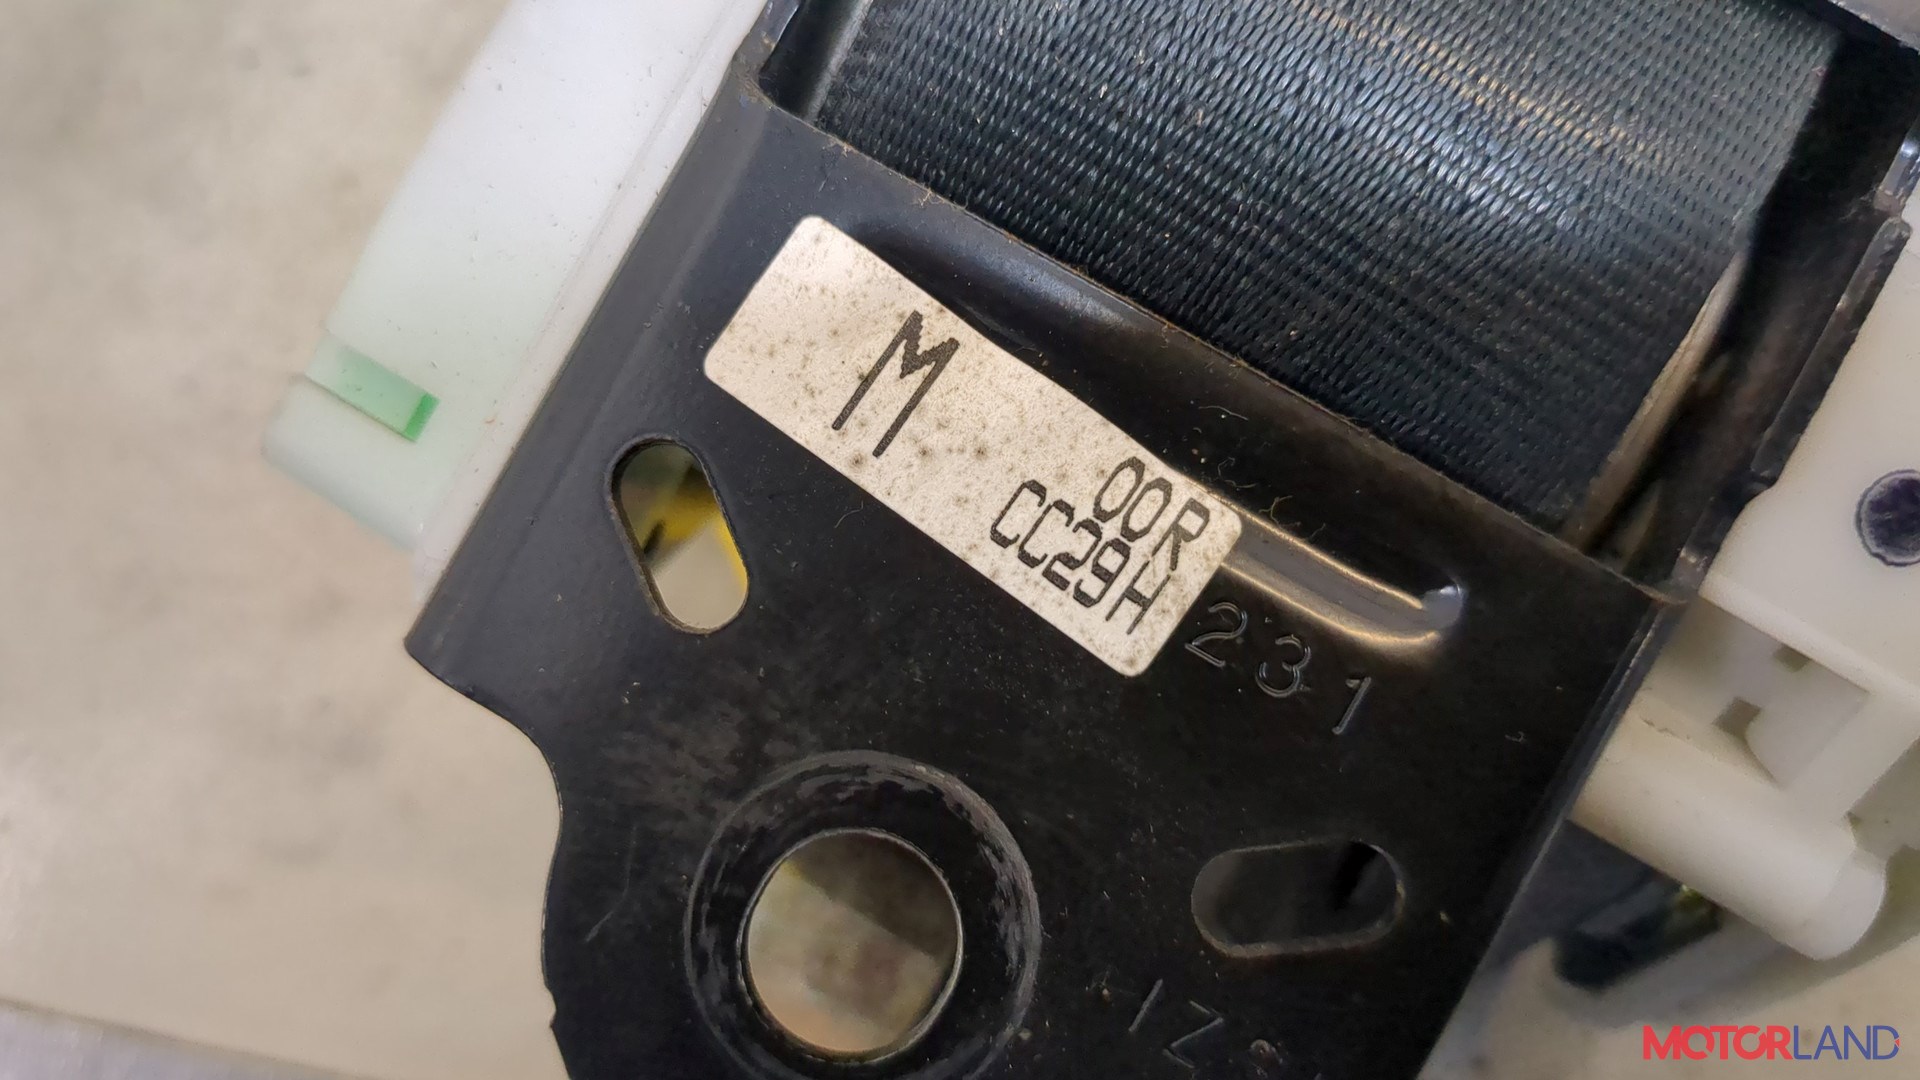 M
00R
CC29H
231
MOTORLAND